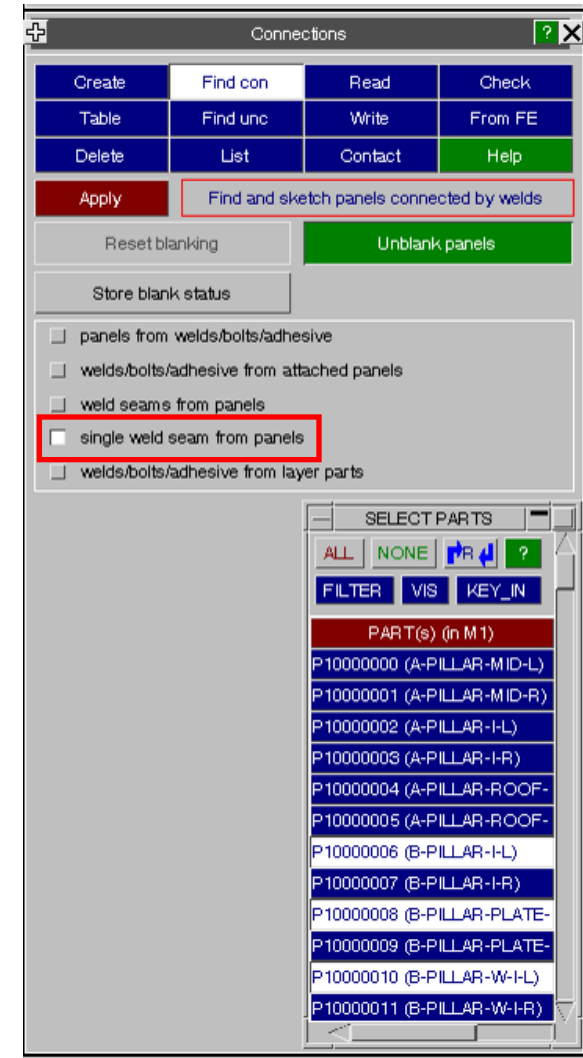 Connections ?
Create Find con Read Check
Table Find unc Write From FE
Delete List Contact Help
Apply Find and sketch panels connected by welds
Reset blanking Unblank panels
Store blank status
panels from welds/bolts/adhesive
welds/bolts/adhesive from attached panels
weld seams from panels
single weld seam from panels
welds/bolts/adhesive from layer parts
SELECT PARTS
ALL NONE R ?
FILTER VIS KEY_IN
PART(s) (in M1)
P10000000 (A-PILLAR-MID-L)
P10000001 (A-PILLAR-MID-R)
P10000002 (A-PILLAR-I-L)
P10000003 (A-PILLAR-I-R)
P10000004 (A-PILLAR-ROOF-
P10000005 (A-PILLAR-ROOF-
P10000006 (B-PILLAR-I-L)
P10000007 (B-PILLAR-I-R)
P10000008 (B-PILLAR-PLATE-
P10000009 (B-PILLAR-PLATE-
P10000010 (B-PILLAR-W-I-L)
P10000011 (B-PILLAR-W-I-R)